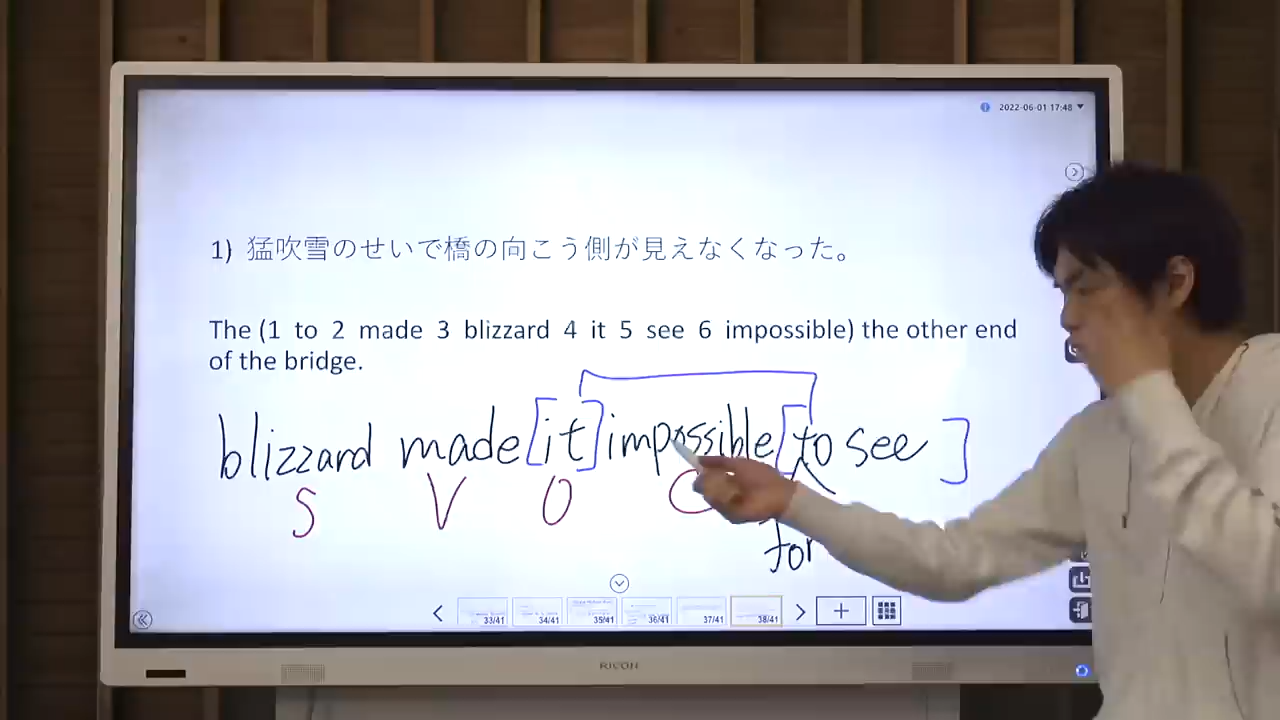 2022-06-01 17:48
1) 猛吹雪のせいで橋の向こう側が見えなくなった。
The (1 to 2 made 3 blizzard 4 it 5 see 6 impossible) the other end
of the bridge.
blizzard made [it] impossible [to see ]
S V O C
for
33/41 34/41 35/41 36/41 37/41 38/41
RICOH